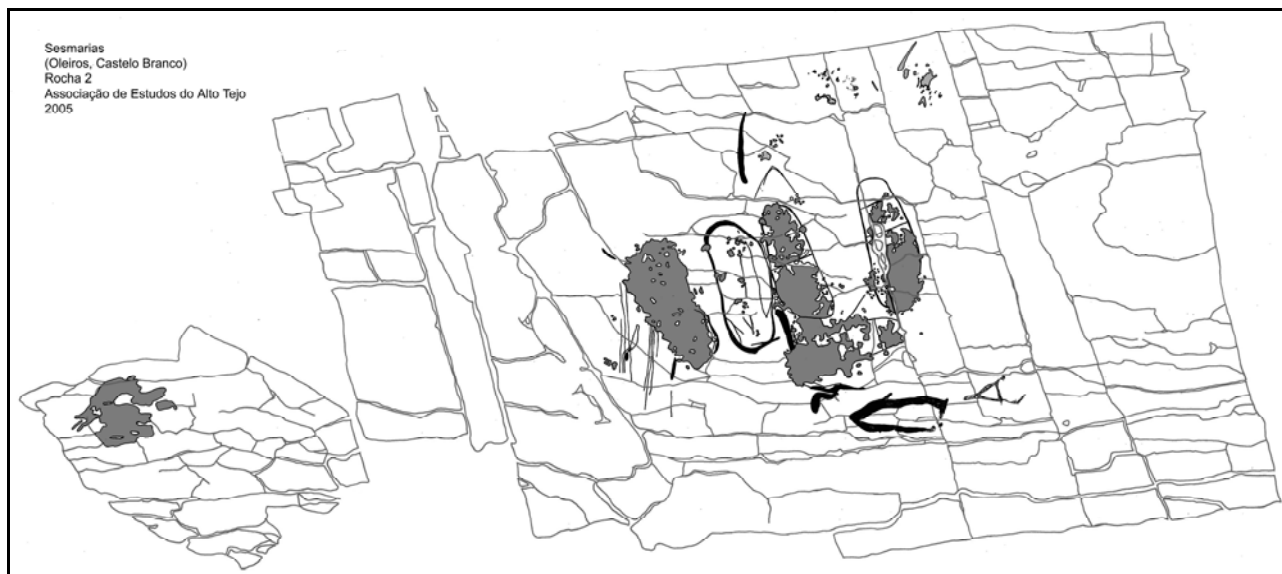 Sesmarias
(Oleiros, Castelo Branco)
Rocha 2
Associação de Estudos do Alto Tejo
2005